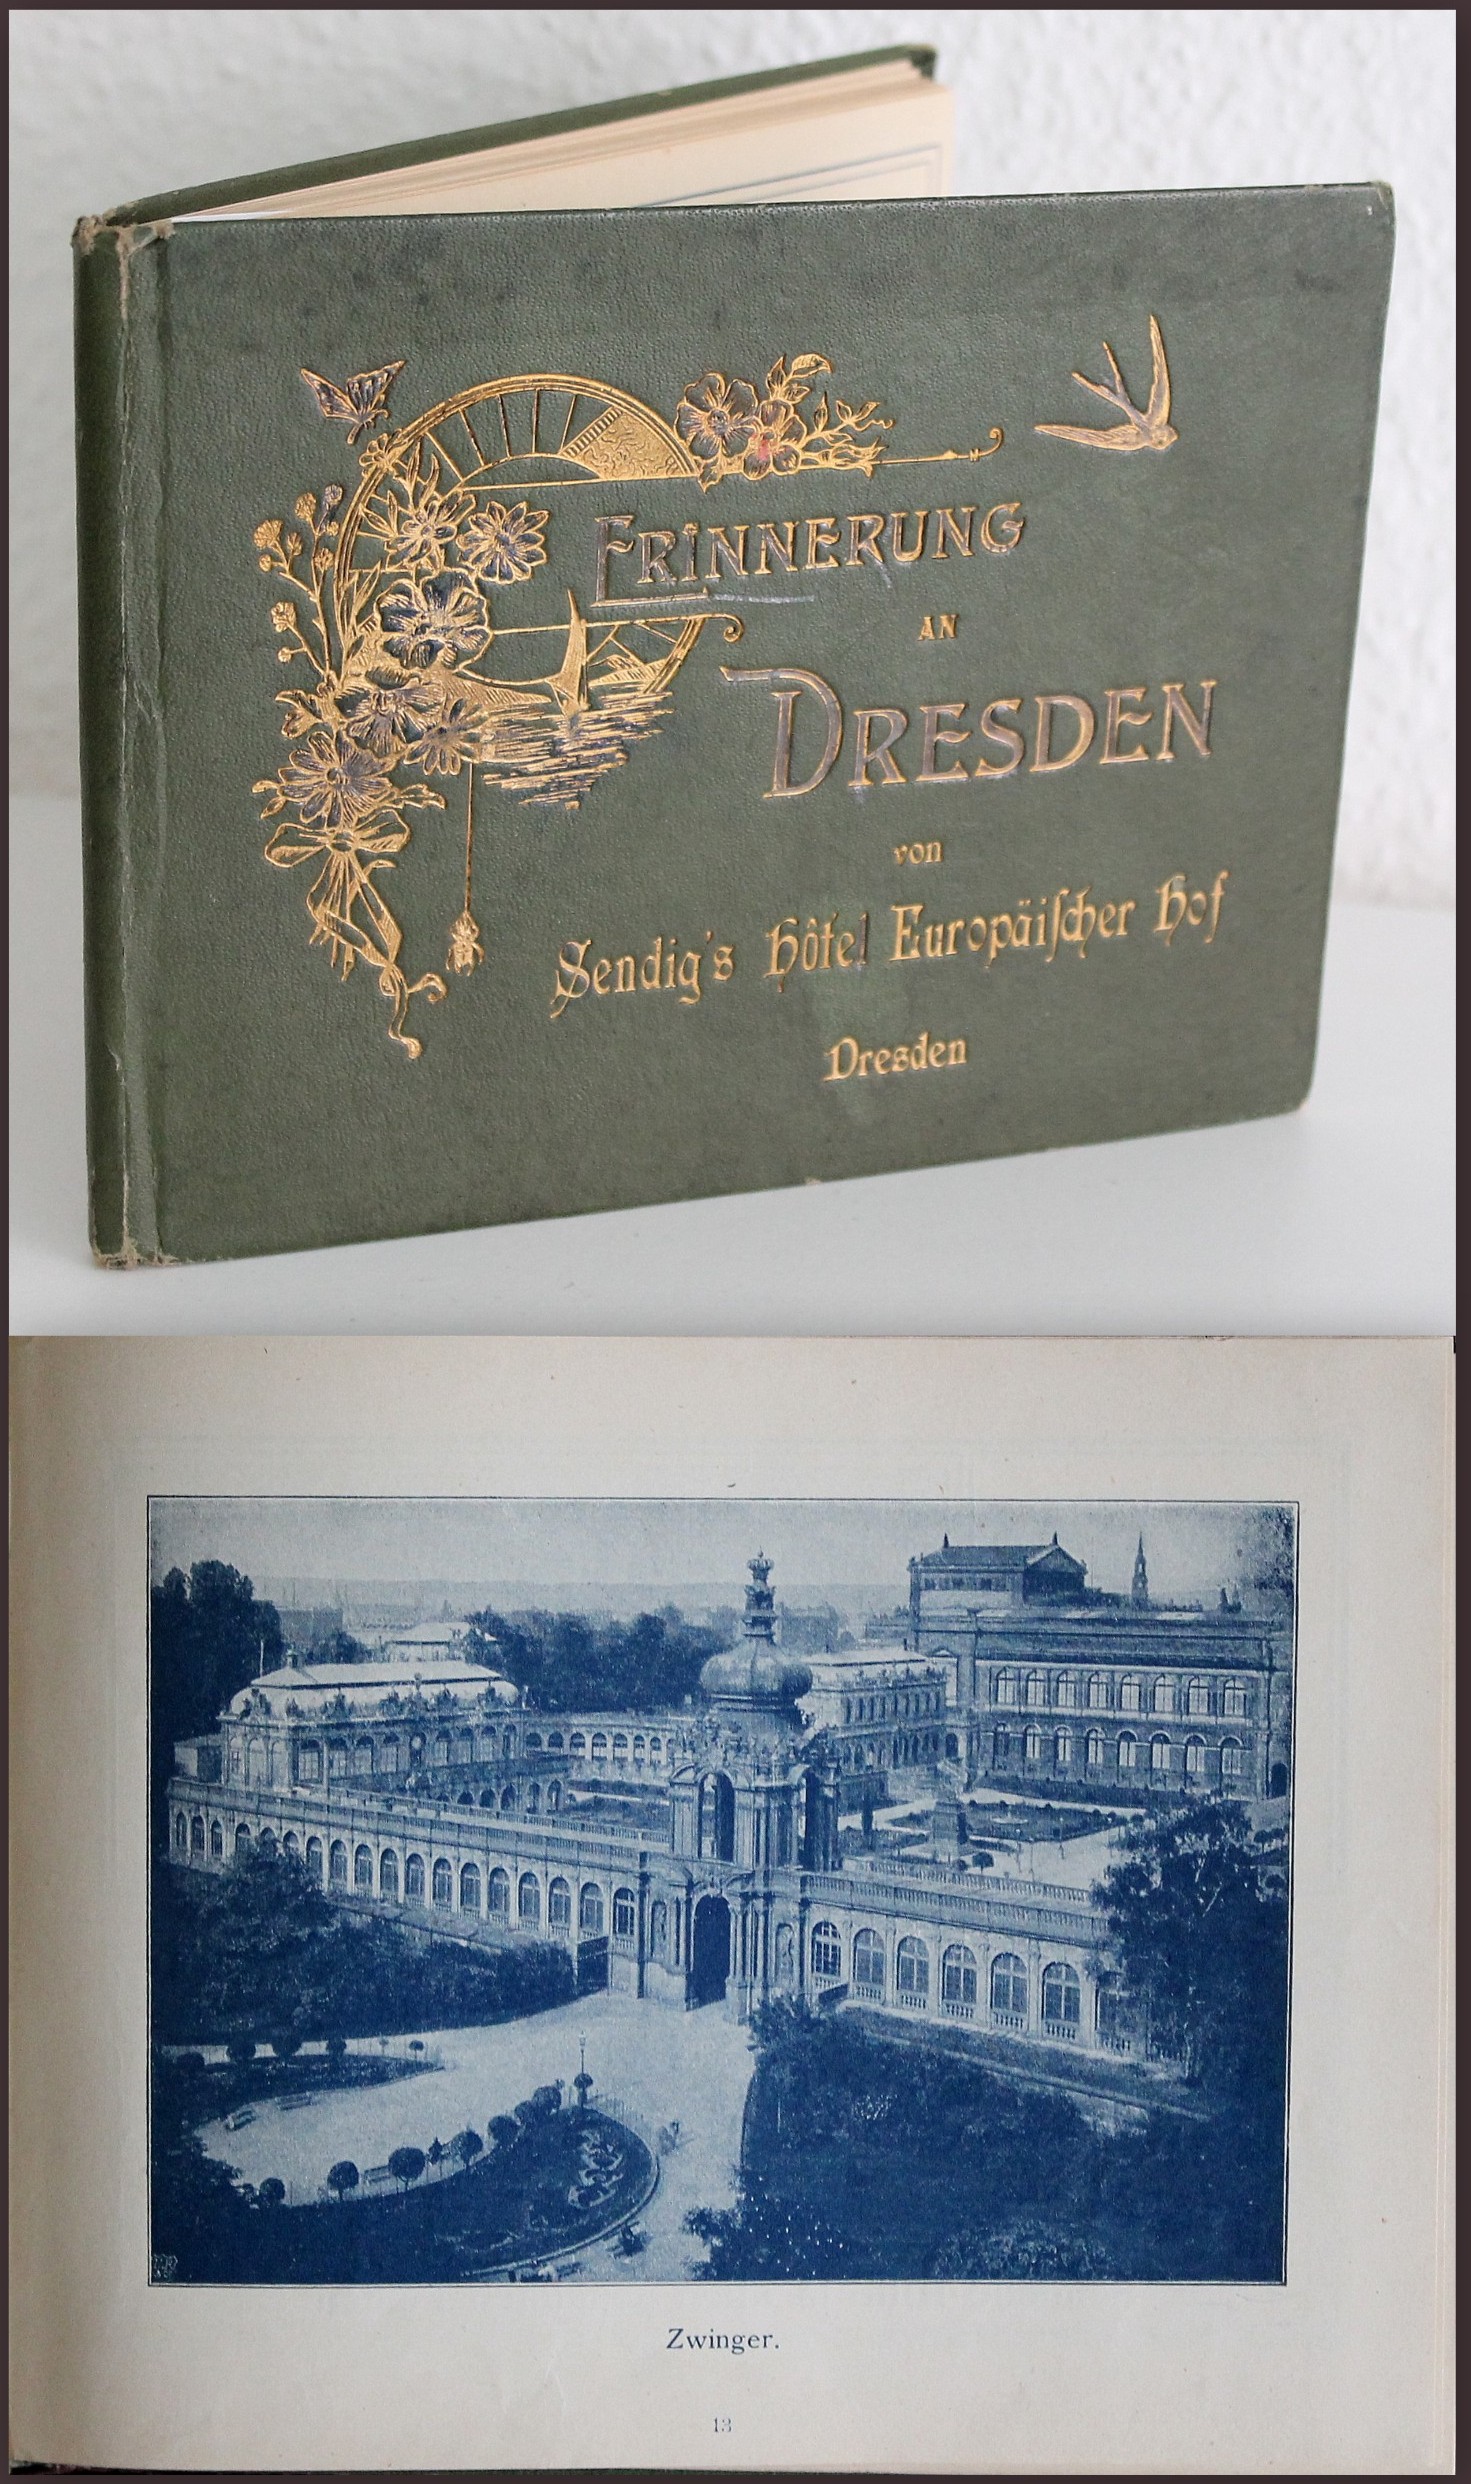 ERINNERUNG
AN
DRESDEN
von
Sendig's Hôtel Europäiſcher Hof
Dresden
Zwinger.
13